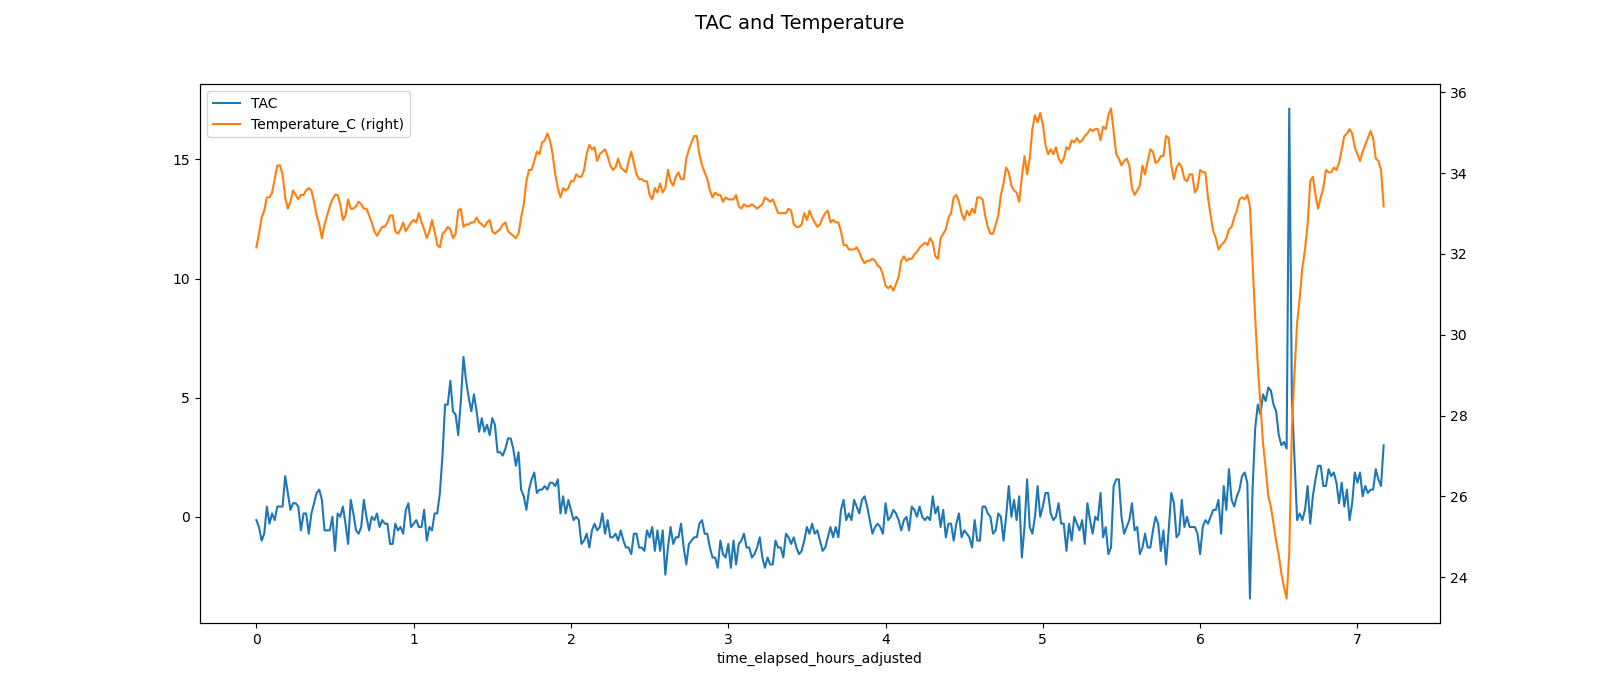 TAC and Temperature
TAC
Temperature_C (right)
15
10
5
0
36
34
32
30
28
26
24
0 1 2 3 4 5 6 7
time_elapsed_hours_adjusted